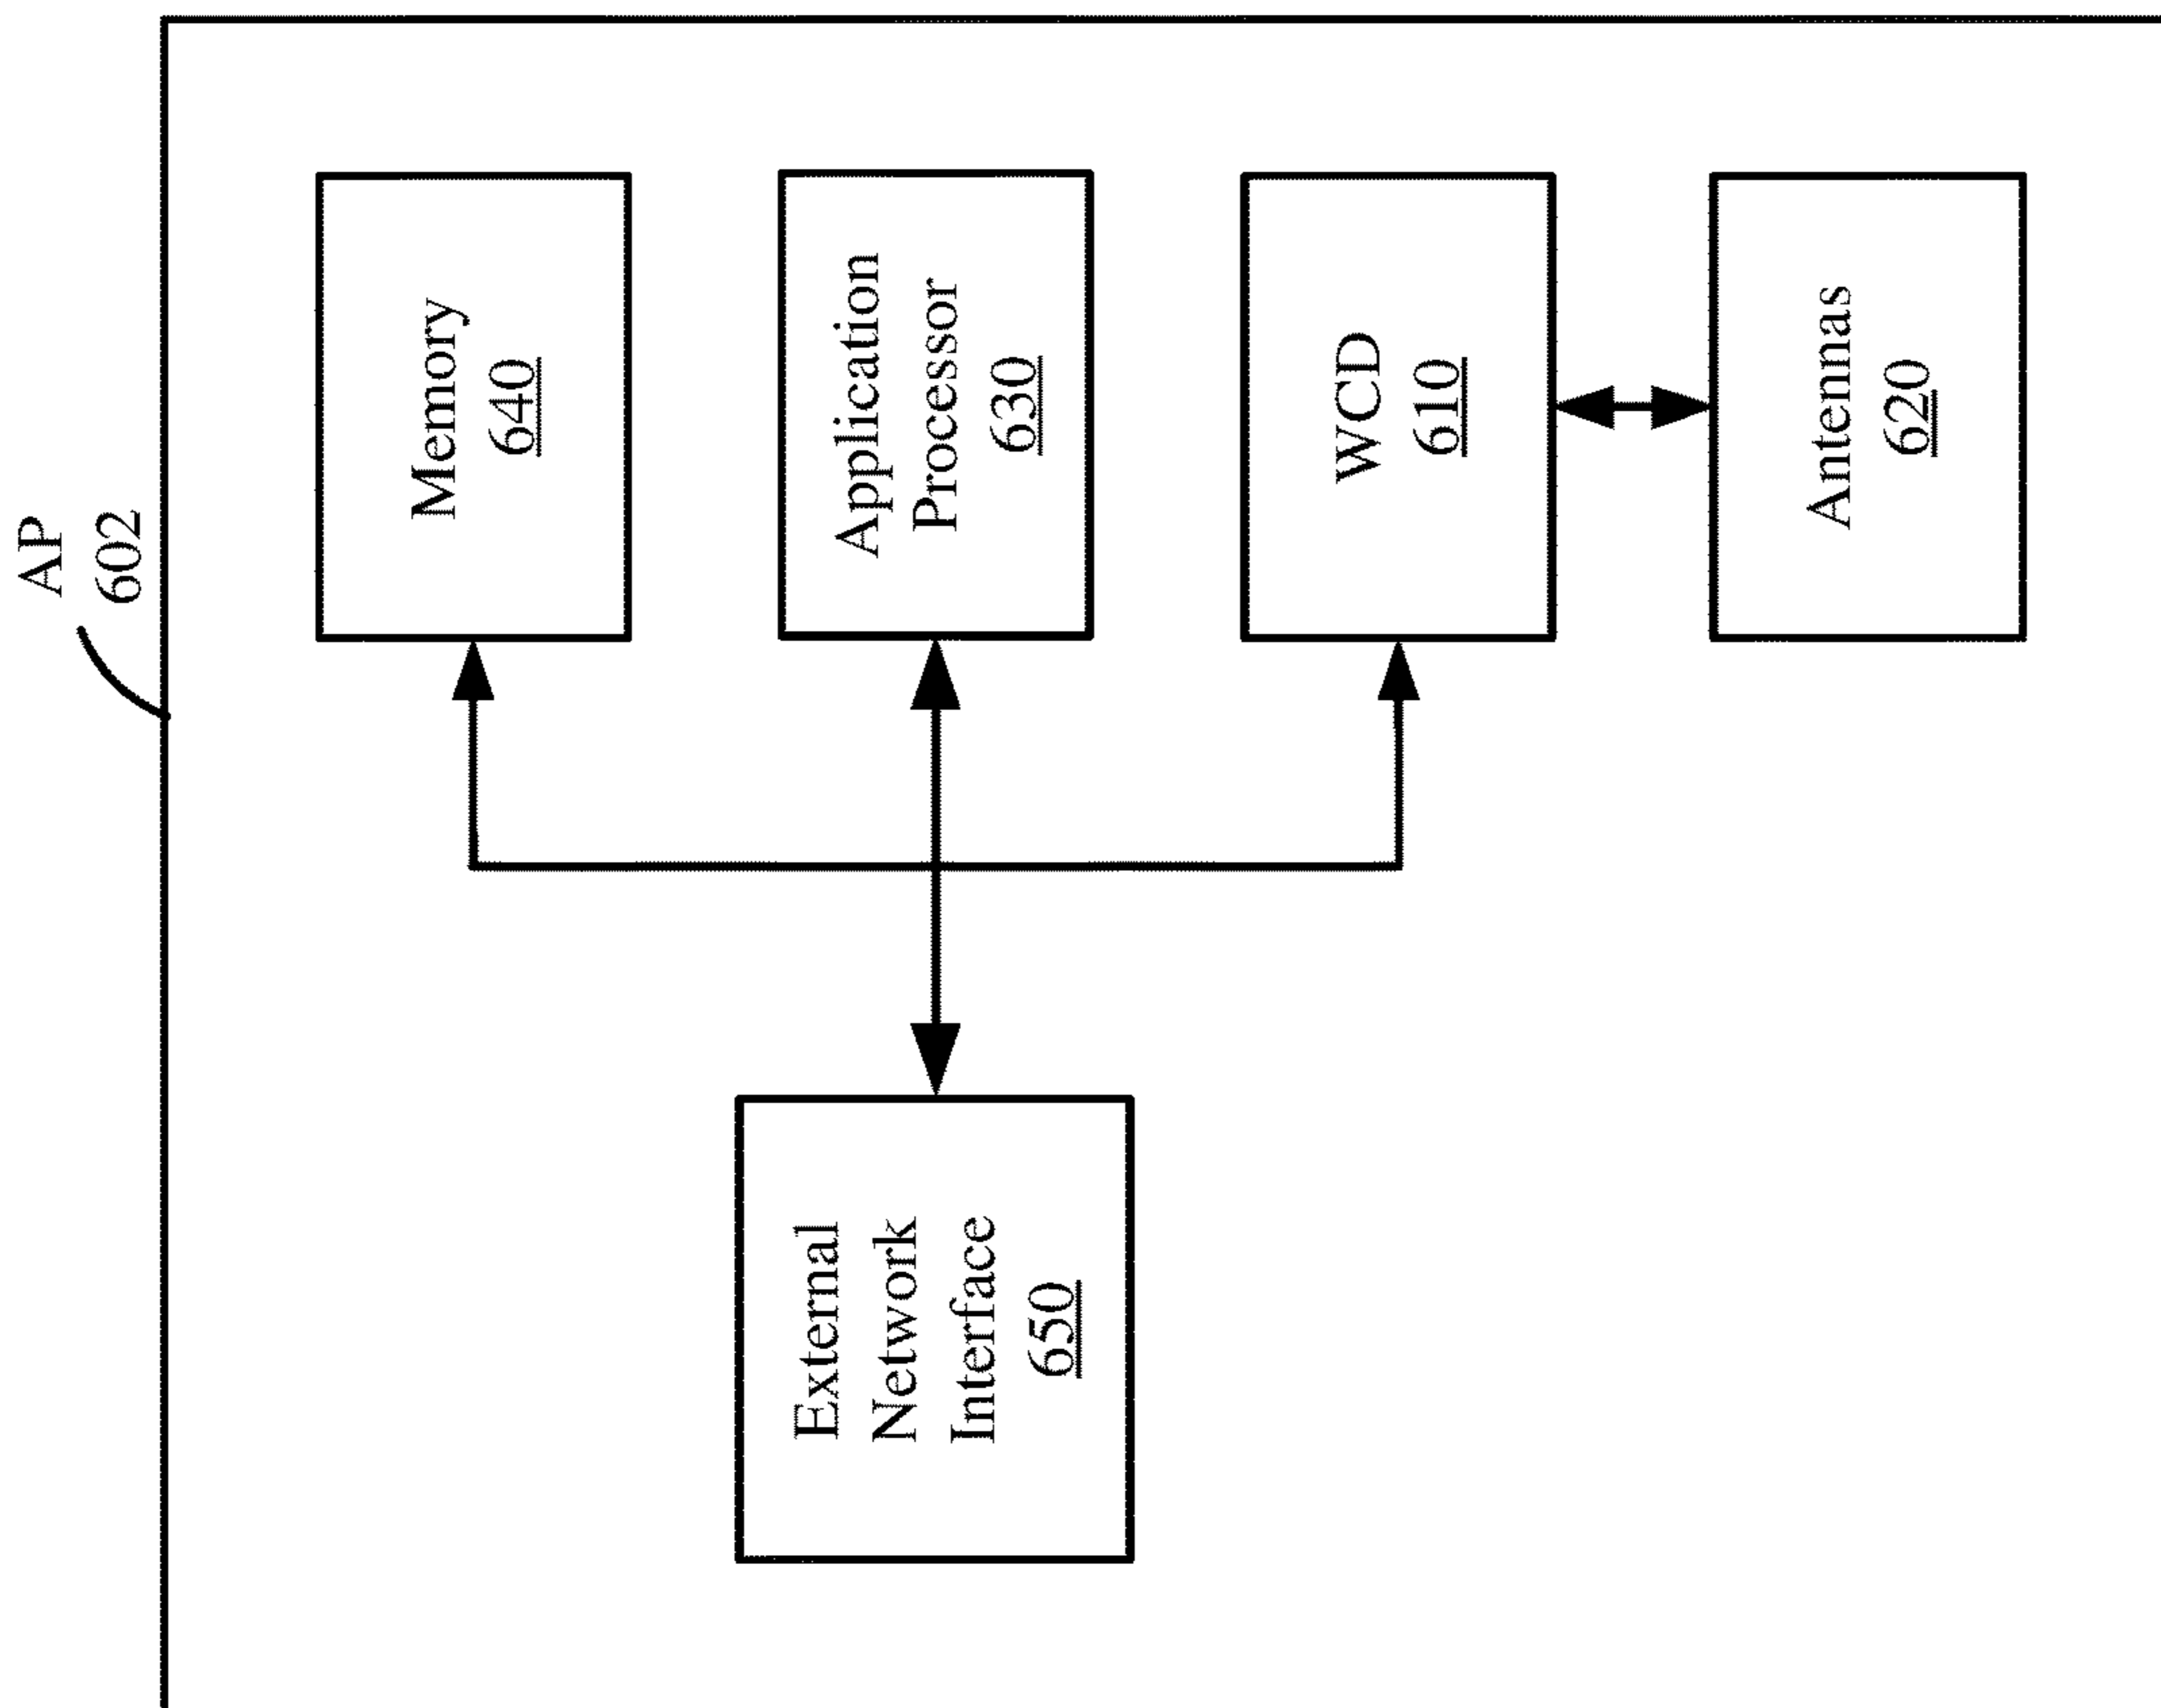 AP
602
Memory
640
Application
Processor
630
WCD
610
Antennas
620
External
Network
Interface
650